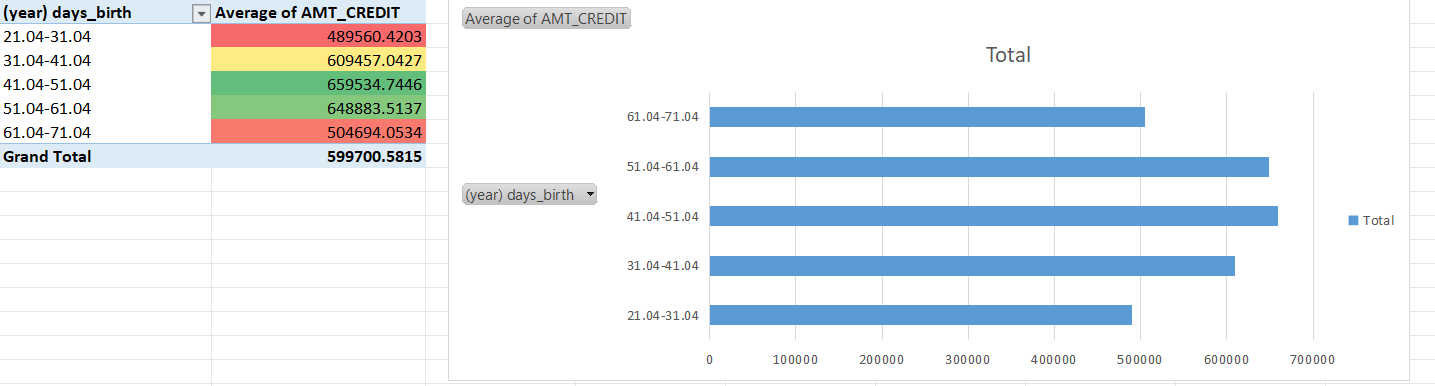 (year) days_birth Average of AMT_CREDIT
21.04-31.04 489560.4203
31.04-41.04 609457.0427
41.04-51.04 659534.7446
51.04-61.04 648883.5137
61.04-71.04 504694.0534
Grand Total 599700.5815
Average of AMT_CREDIT
Total
(year) days_birth
61.04-71.04
51.04-61.04
41.04-51.04
31.04-41.04
21.04-31.04
0 100000 200000 300000 400000 500000 600000 700000
Total